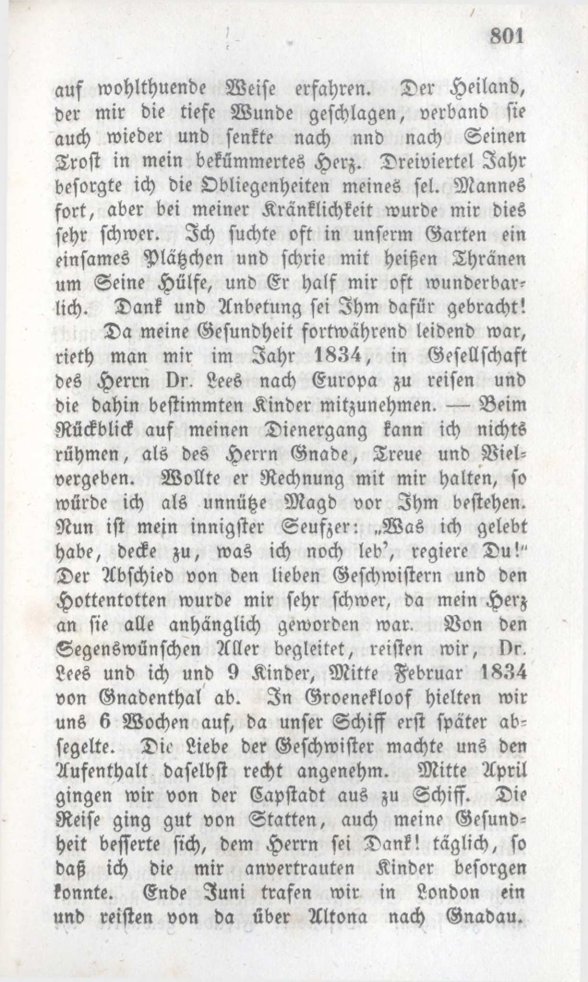 801
auf wohlthuende Weise erfahren. Der Heiland,
der mir die tiefe Wunde geschlagen, verband sie
auch wieder und senkte nach nnd nach Seinen
Trost in mein bekümmertes Herz. Dreiviertel Jahr
besorgte ich die Obliegenheiten meines sel. Mannes
fort, aber bei meiner Kränklichkeit wurde mir dies
sehr schwer. Ich suchte oft in unserm Garten ein
einsames Plätzchen und schrie mit heißen Thränen
um Seine Hülfe, und Er half mir oft wunderbar-
lich. Dank und Anbetung sei Ihm dafür gebracht!
Da meine Gesundheit fortwährend leidend war,
rieth man mir im Jahr 1834, in Gesellschaft
des Herrn Dr. Lees nach Europa zu reisen und
die dahin bestimmten Kinder mitzunehmen. — Beim
Rückblick auf meinen Dienergang kann ich nichts
rühmen, als des Herrn Gnade, Treue und Viel-
vergeben. Wollte er Rechnung mit mir halten, so
würde ich als unnütze Magd vor Ihm bestehen.
Nun ist mein innigster Seufzer: „Was ich gelebt
habe, decke zu, was ich noch leb', regiere Du!“
Der Abschied von den lieben Geschwistern und den
Hottentotten wurde mir sehr schwer, da mein Herz
an sie alle anhänglich geworden war. Von den
Segenswünschen Aller begleitet, reisten wir, Dr.
Lees und ich und 9 Kinder, Mitte Februar 1834
von Gnadenthal ab. In Groenekloof hielten wir
uns 6 Wochen auf, da unser Schiff erst später ab-
segelte. Die Liebe der Geschwister machte uns den
Aufenthalt daselbst recht angenehm. Mitte April
gingen wir von der Capstadt aus zu Schiff. Die
Reise ging gut von Statten, auch meine Gesund-
heit besserte sich, dem Herrn sei Dank! täglich, so
daß ich die mir anvertrauten Kinder besorgen
konnte. Ende Juni trafen wir in London ein
und reisten von da über Altona nach Gnadau.